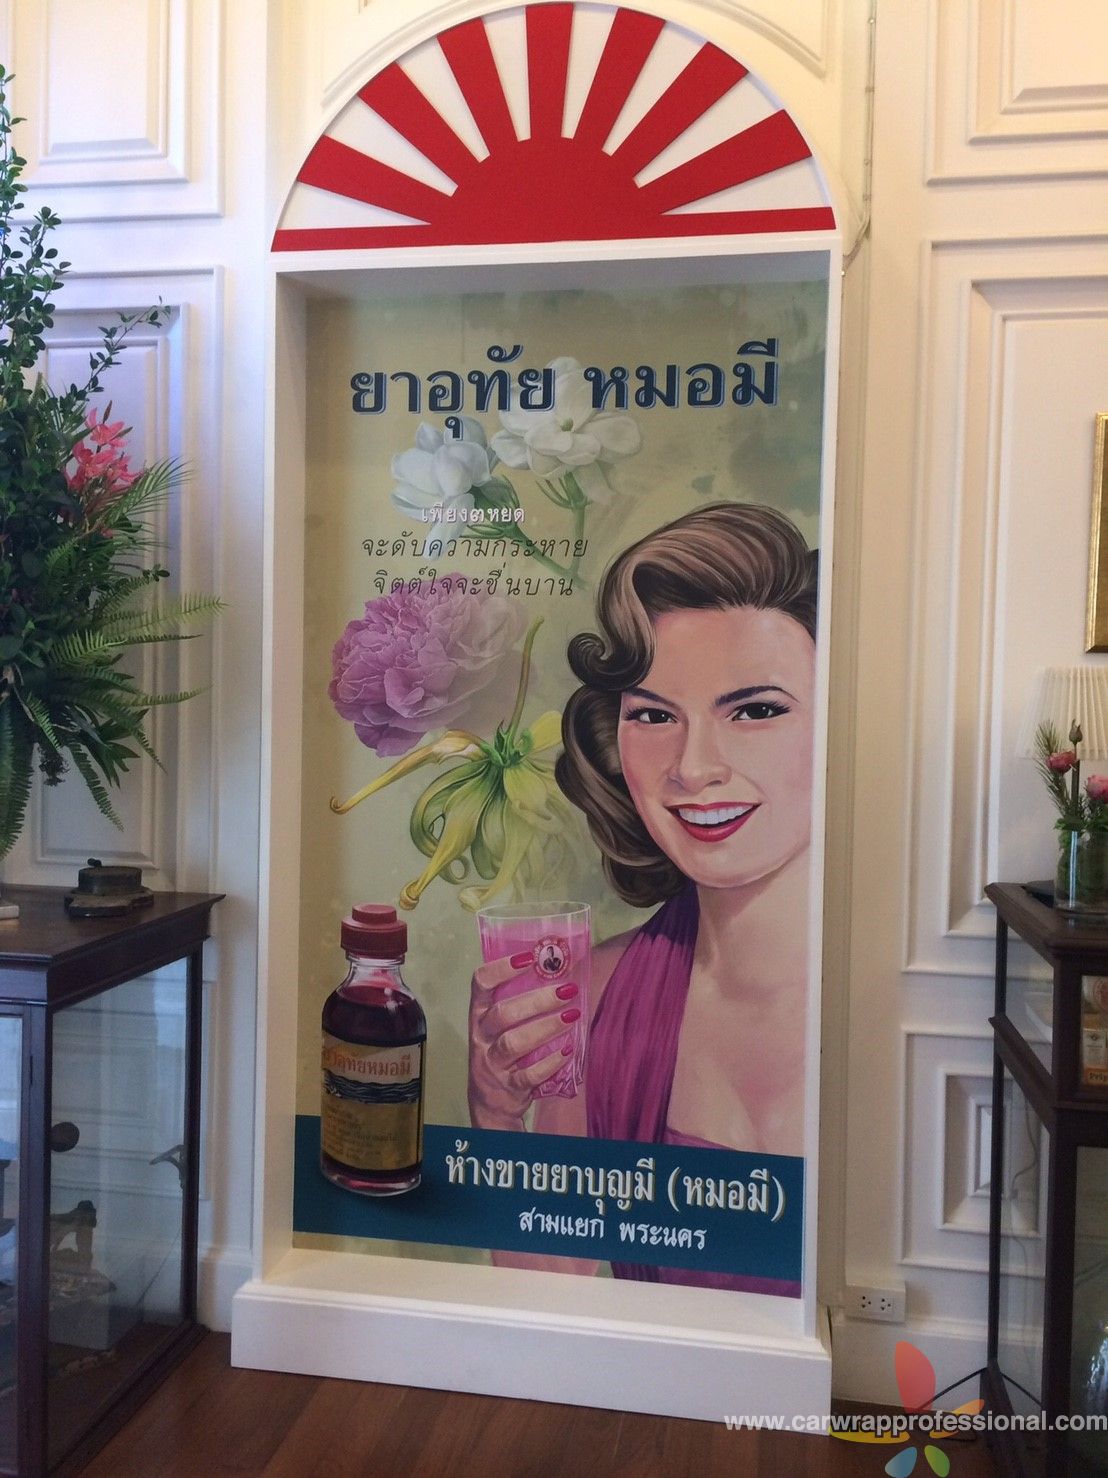 ยาอุทัย หมอมี
เพียง๓หยด
จะดับความกระหาย
จิตต์ใจจะชื่นบาน
ยาอุทัยหมอมี
ห้างขายยาบุญมี (หมอมี)
สามแยก พระนคร
www.carwrapprofessional.com